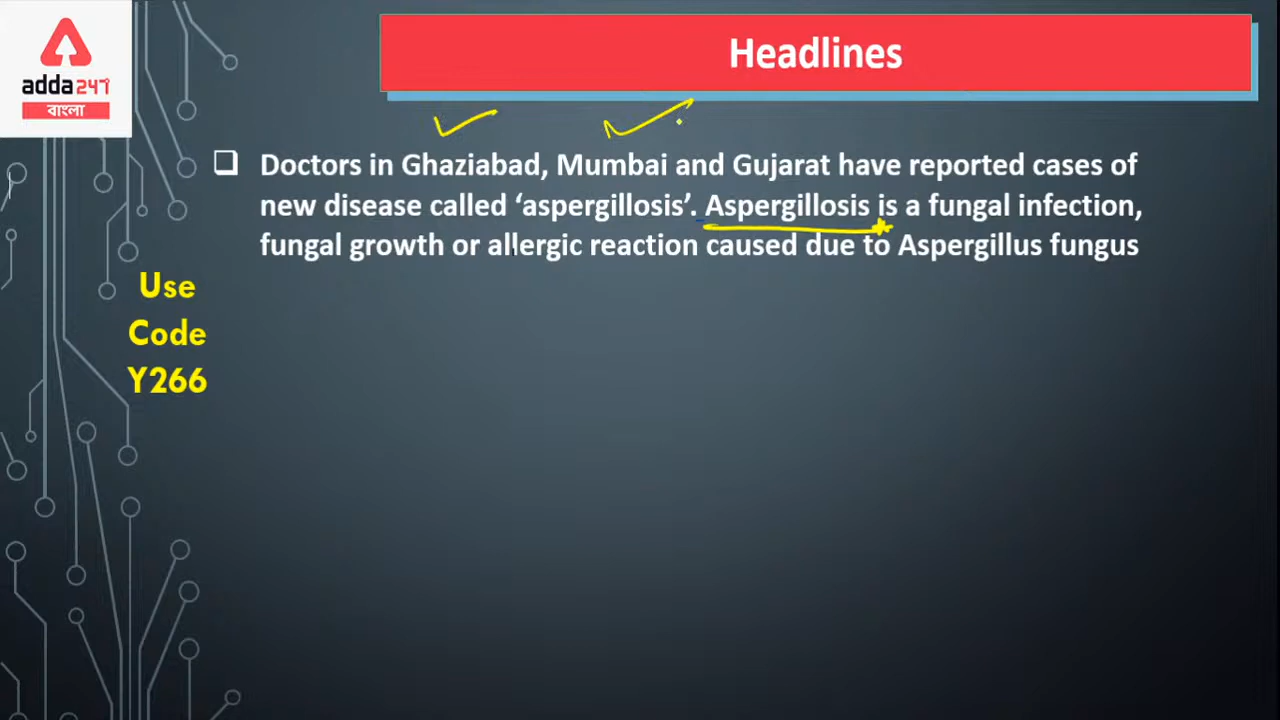 adda247
বাংলা
Headlines
Doctors in Ghaziabad, Mumbai and Gujarat have reported cases of
new disease called ‘aspergillosis’. Aspergillosis is a fungal infection,
fungal growth or allergic reaction caused due to Aspergillus fungus
Use
Code
Y266